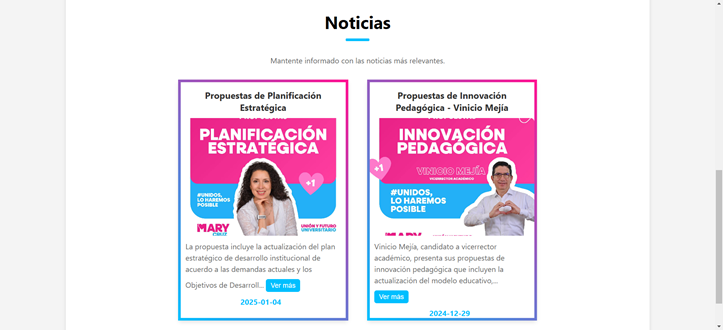 Noticias
Mantente informado con las noticias más relevantes.
Propuestas de Planificación
Estratégica
PLANIFICACIÓN
ESTRATÉGICA
+1
#UNIDOS,
LO HAREMOS
POSIBLE
MARY
CRUZ
UNIÓN Y FUTURO
UNIVERSITARIO
La propuesta incluye la actualización del plan
estratégico de desarrollo institucional de
acuerdo a las demandas actuales y los
Objetivos de Desarroll... Ver más
2025-01-04
Propuestas de Innovación
Pedagógica - Vinicio Mejía
INNOVACIÓN
PEDAGÓGICA
+1
VINICIO MEJÍA
VICERRECTOR ACADÉMICO
#UNIDOS,
LO HAREMOS
POSIBLE
MARY
Vinicio Mejía, candidato a vicerrector
académico, presenta sus propuestas de
innovación pedagógica que incluyen la
actualización del modelo educativo,...
Ver más
2024-12-29